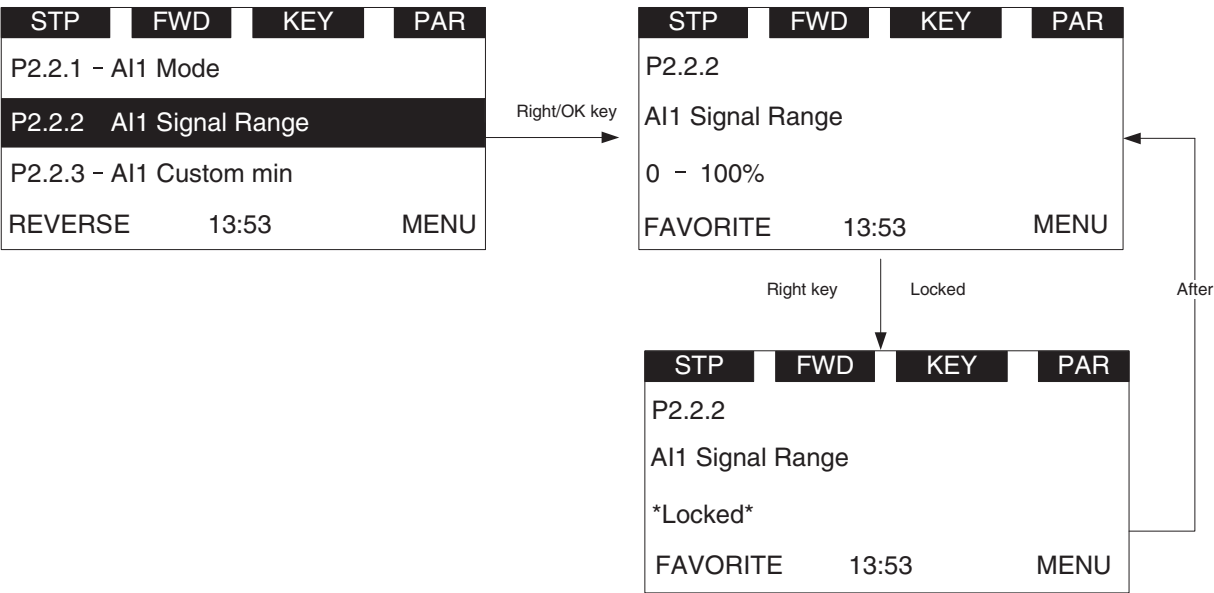 STP FWD KEY PAR
P2.2.1 - AI1 Mode
P2.2.2 AI1 Signal Range
P2.2.3 - AI1 Custom min
REVERSE 13:53 MENU
Right/OK key
STP FWD KEY PAR
P2.2.2
AI1 Signal Range
0 - 100%
FAVORITE 13:53 MENU
Right key Locked
After
STP FWD KEY PAR
P2.2.2
AI1 Signal Range
*Locked*
FAVORITE 13:53 MENU